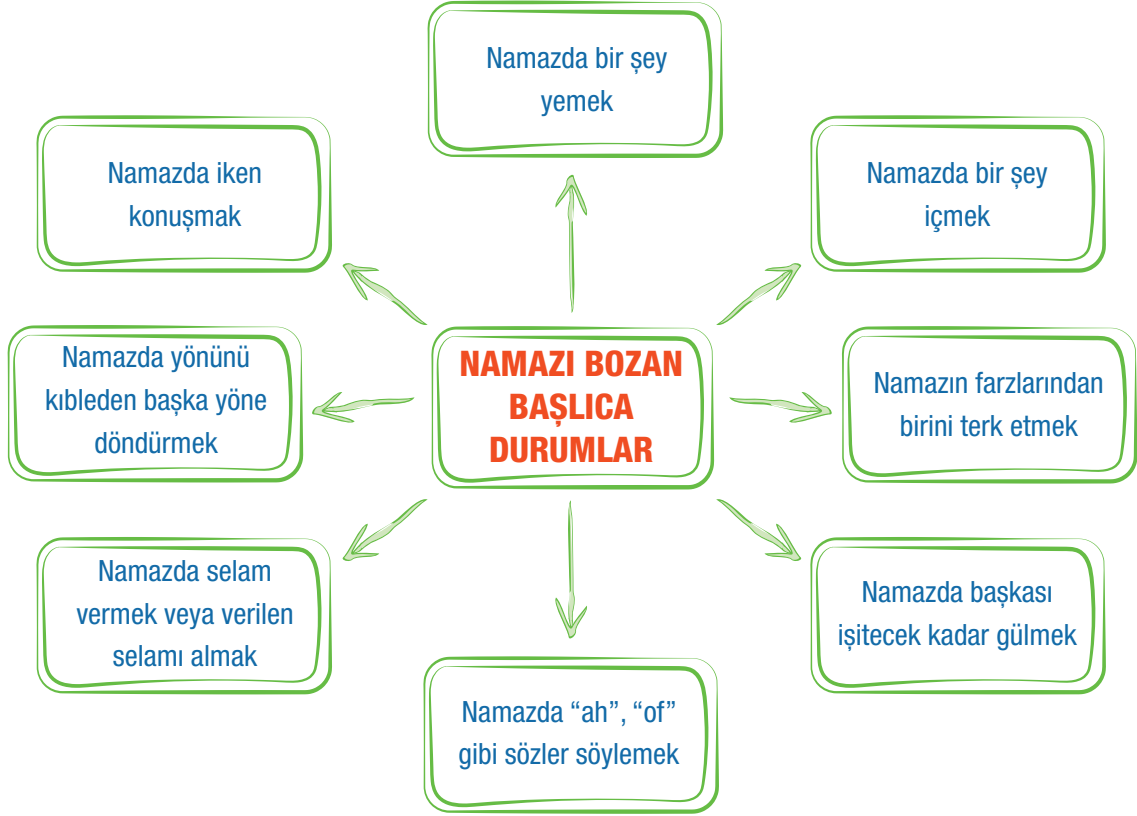 Namazda bir şey
yemek
Namazda iken
konuşmak
Namazda bir şey
içmek
Namazda yönünü
kıbleden başka yöne
döndürmek
NAMAZI BOZAN
BAŞLICA
DURUMLAR
Namazın farzlarından
birini terk etmek
Namazda selam
vermek veya verilen
selamı almak
Namazda başkası
işitecek kadar gülmek
Namazda “ah”, “of”
gibi sözler söylemek